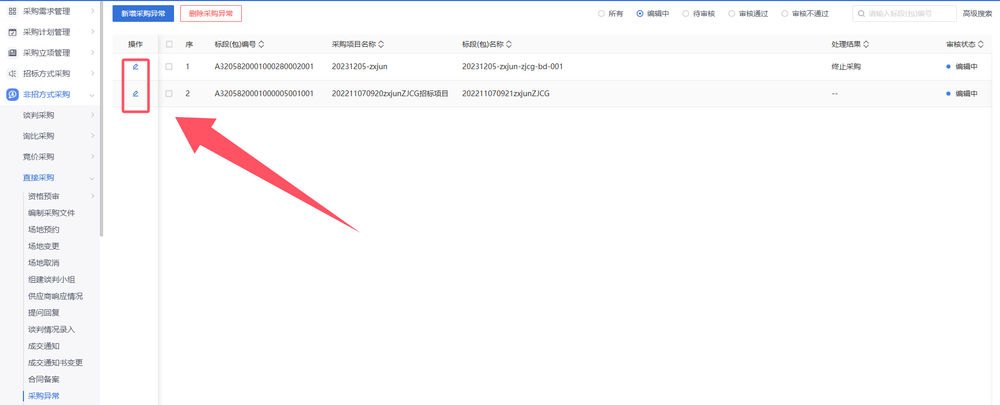 采购需求管理
采购计划管理
采购立项管理
招标方式采购
非招方式采购
谈判采购
询比采购
竞价采购
直接采购
资格预审
编制采购文件
场地预约
场地变更
场地取消
组建谈判小组
供应商响应情况
提问回复
谈判情况录入
成交通知
成交通知书变更
合同备案
采购异常
新增采购异常 删除采购异常 所有 编辑中 待审核 审核通过 审核不通过 请输入标段(包)编号 高级搜索
操作 序 标段(包)编号 采购项目名称 标段(包)名称 处理结果 审核状态
1 A3205820001000280002001 20231205-zxjun 20231205-zxjun-zjcg-bd-001 终止采购 编辑中
2 A3205820001000005001001 202211070920zxjunZJCG招标项目 202211070921zxjunZJCG -- 编辑中